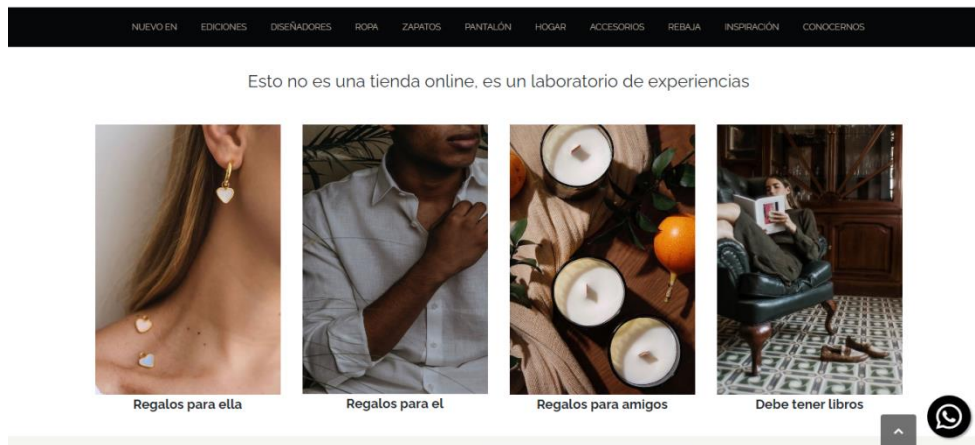 NUEVO EN EDICIONES DISEÑADORES ROPA ZAPATOS PANTALÓN HOGAR ACCESORIOS REBAJA INSPIRACIÓN CONOCERNOS
Esto no es una tienda online, es un laboratorio de experiencias
Regalos para ella
Regalos para el
Regalos para amigos
Debe tener libros